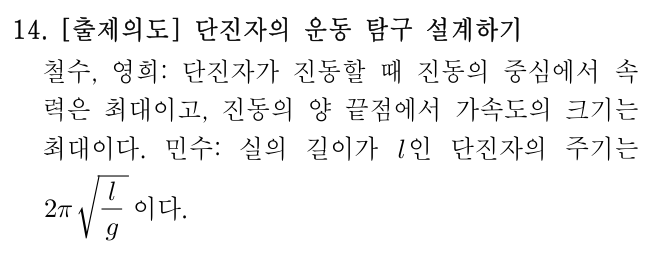 14. [출제의도] 단진자의 운동 탐구 설계하기
철수, 영희: 단진자가 진동할 때 진동의 중심에서 속
력은 최대이고, 진동의 양 끝점에서 가속도의 크기는
최대이다. 민수: 실의 길이가 l인 단진자의 주기는
2π√(l/g) 이다.